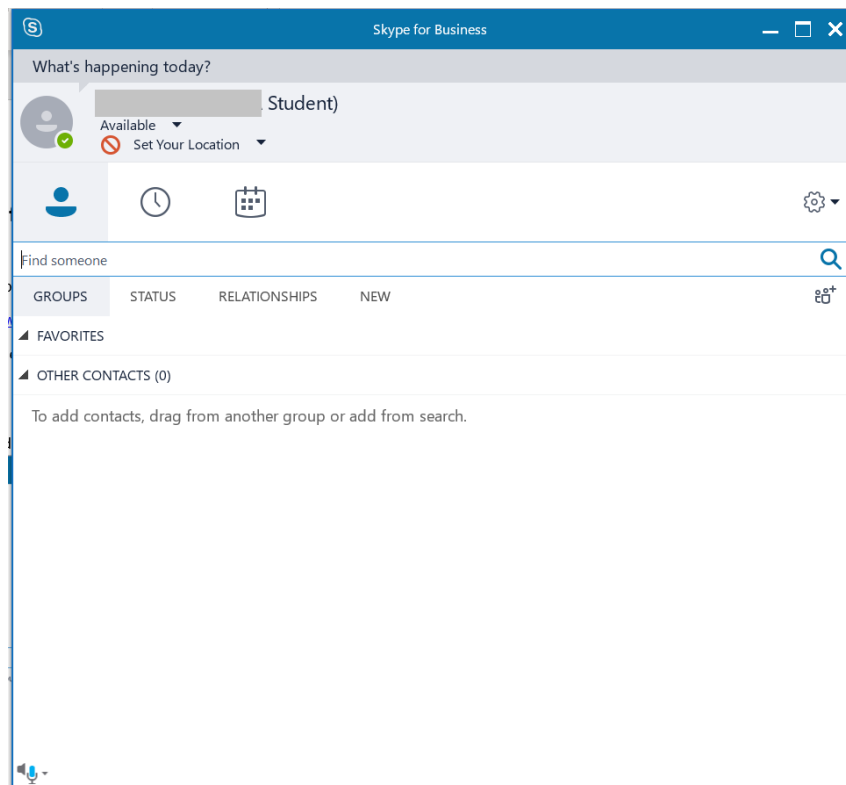 Skype for Business
What's happening today?
Student)
Available
Set Your Location
Find someone
GROUPS STATUS RELATIONSHIPS NEW
FAVORITES
OTHER CONTACTS (0)
To add contacts, drag from another group or add from search.